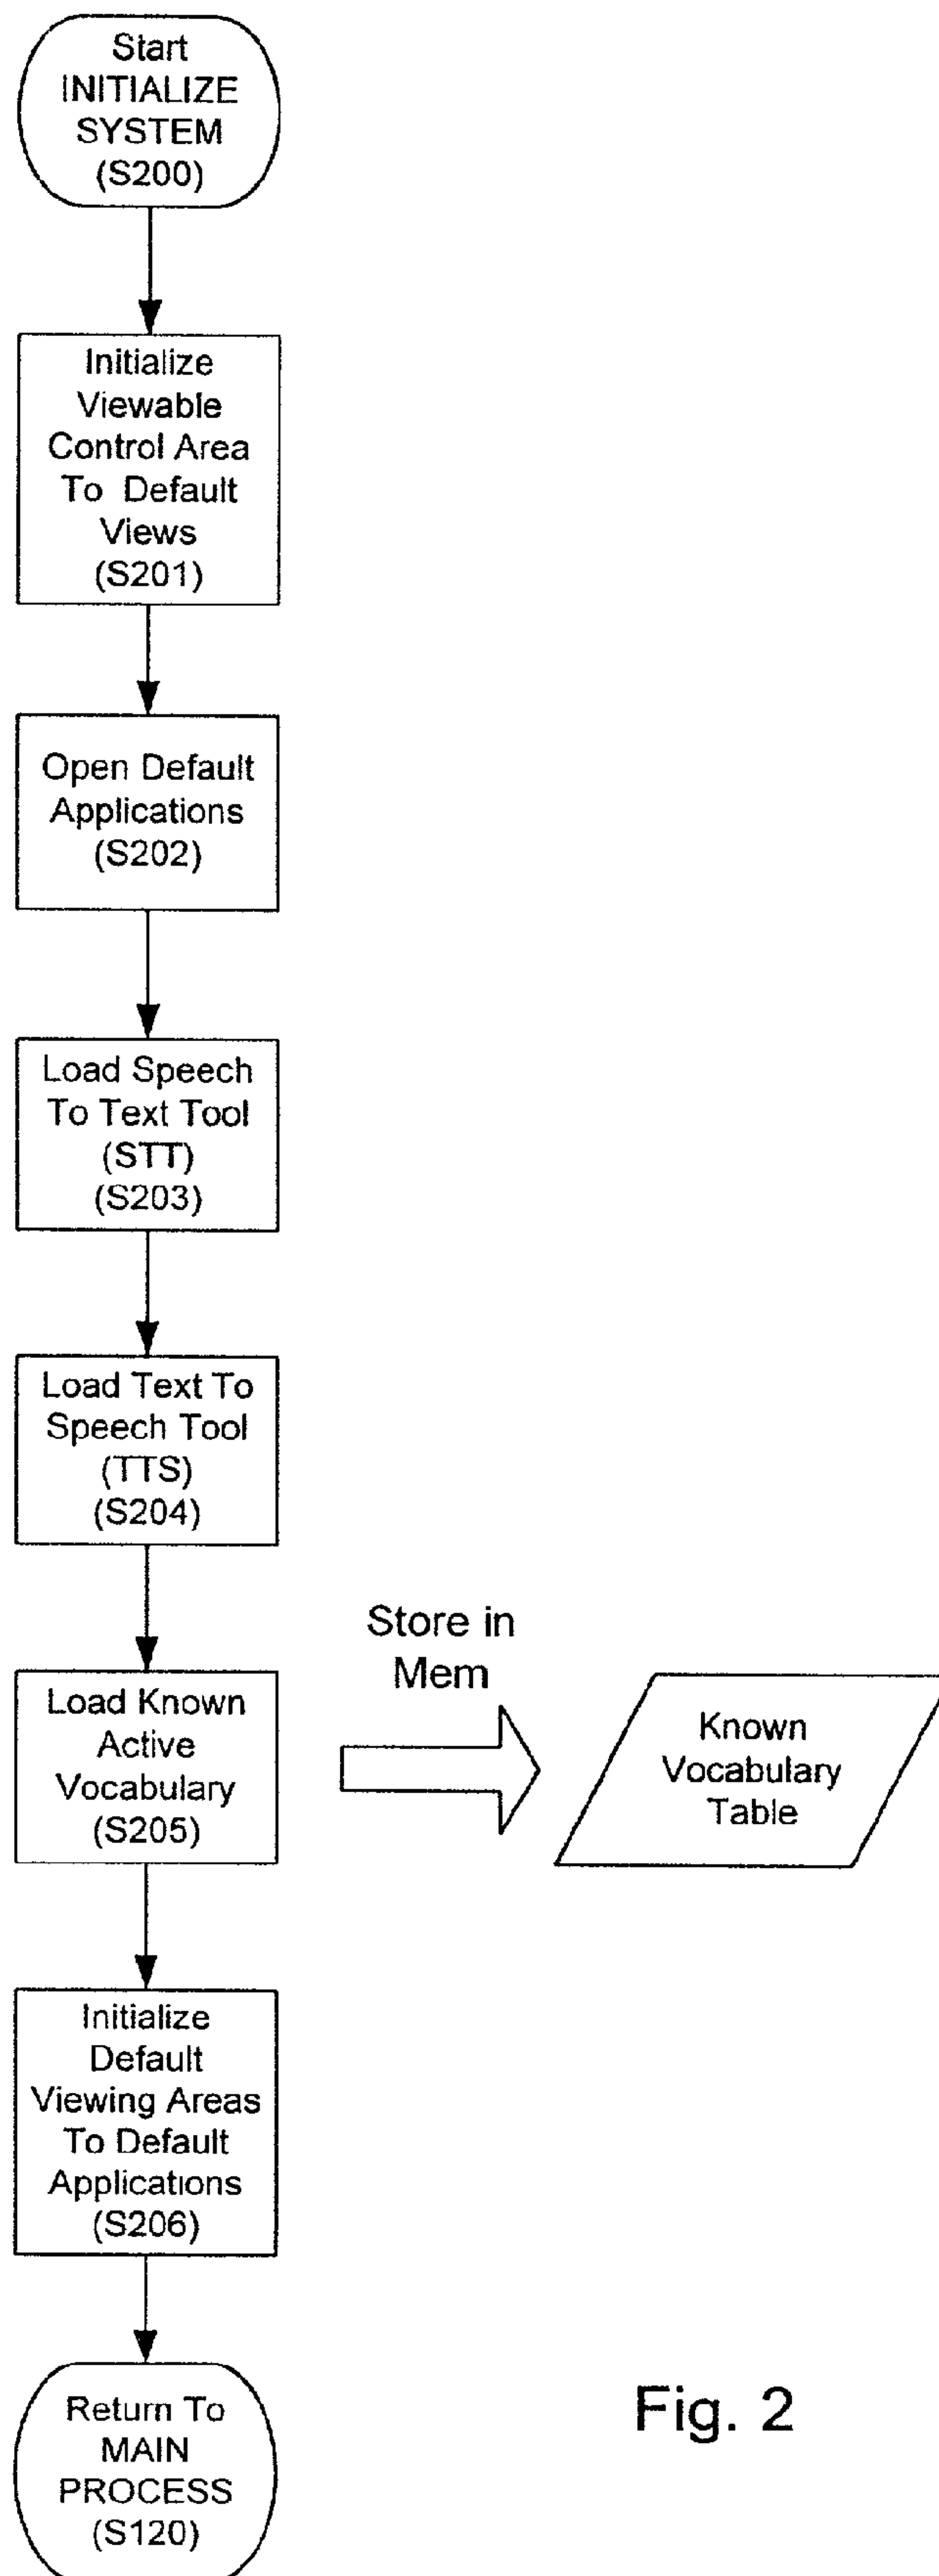 Start
INITIALIZE
SYSTEM
(S200)
Initialize
Viewable
Control Area
To Default
Views
(S201)
Open Default
Applications
(S202)
Load Speech
To Text Tool
(STT)
(S203)
Load Text To
Speech Tool
(TTS)
(S204)
Load Known
Active
Vocabulary
(S205)
Store in
Mem
Known
Vocabulary
Table
Initialize
Default
Viewing Areas
To Default
Applications
(S206)
Return To
MAIN
PROCESS
(S120)
Fig. 2